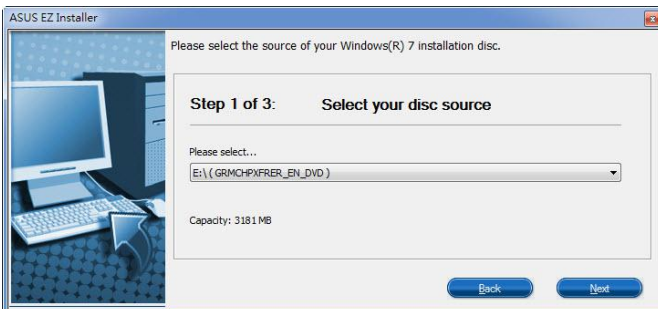 ASUS EZ Installer
Please select the source of your Windows(R) 7 installation disc.
Step 1 of 3: Select your disc source
Please select...
E:\ ( GRMCHPXFRER_EN_DVD )
Capacity: 3181 MB
Back Next